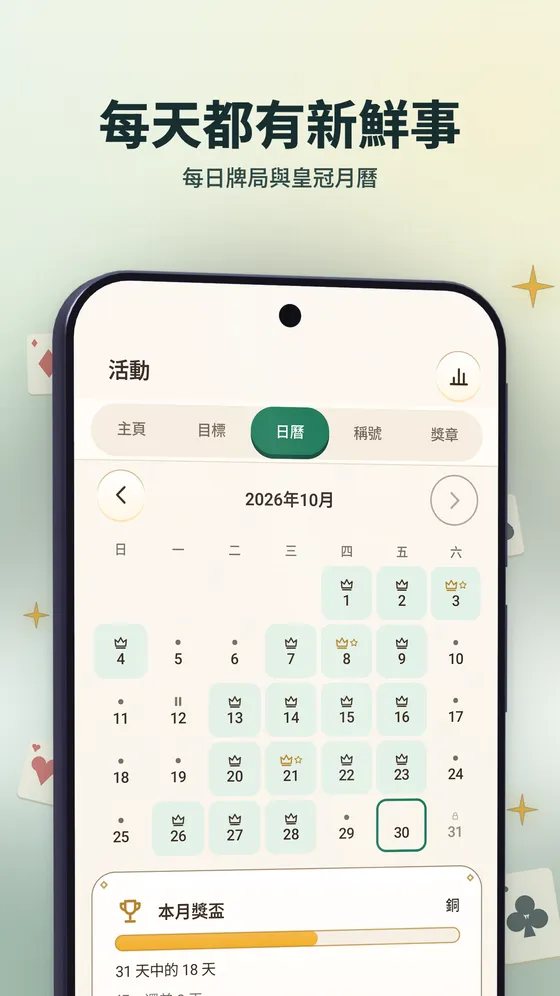 每天都有新鮮事
每日牌局與皇冠月曆
活動
主頁 目標 日曆 稱號 獎章
2026年10月
日 一 二 三 四 五 六
1 2 3
4 5 6 7 8 9 10
11 12 13 14 15 16 17
18 19 20 21 22 23 24
25 26 27 28 29 30 31
本月獎盃 銅
31 天中的 18 天